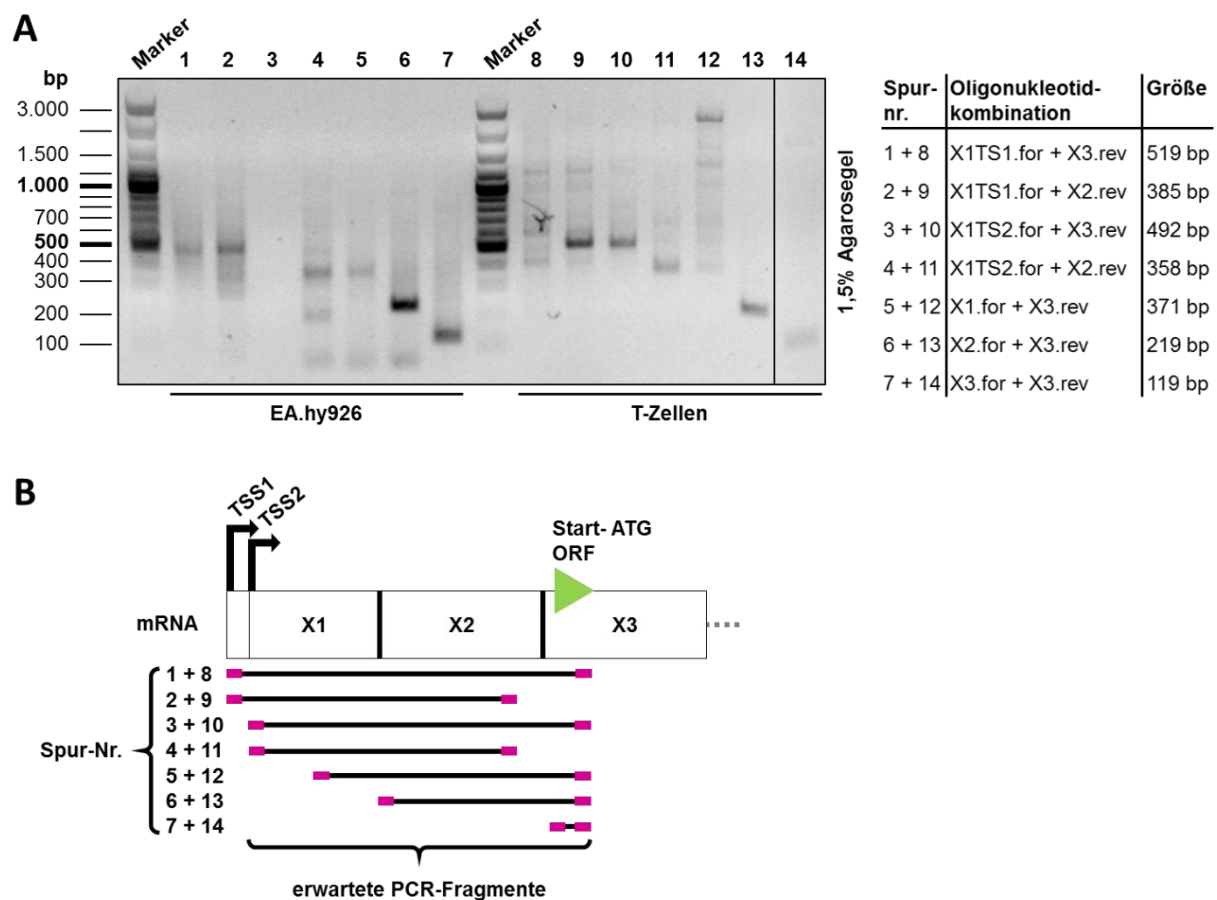 A
Marker 1 2 3 4 5 6 7 Marker 8 9 10 11 12 13 14
bp
3.000
1.500
1.000
700
500
400
300
200
100
EA.hy926
T-Zellen
1,5% Agarosegel
Spur-nr. Oligonukleotid-kombination Größe
1 + 8 X1TS1.for + X3.rev 519 bp
2 + 9 X1TS1.for + X2.rev 385 bp
3 + 10 X1TS2.for + X3.rev 492 bp
4 + 11 X1TS2.for + X2.rev 358 bp
5 + 12 X1.for + X3.rev 371 bp
6 + 13 X2.for + X3.rev 219 bp
7 + 14 X3.for + X3.rev 119 bp
B
TSS1
TSS2
Start- ATG
ORF
mRNA X1 X2 X3
Spur-Nr.
1 + 8
2 + 9
3 + 10
4 + 11
5 + 12
6 + 13
7 + 14
erwartete PCR-Fragmente